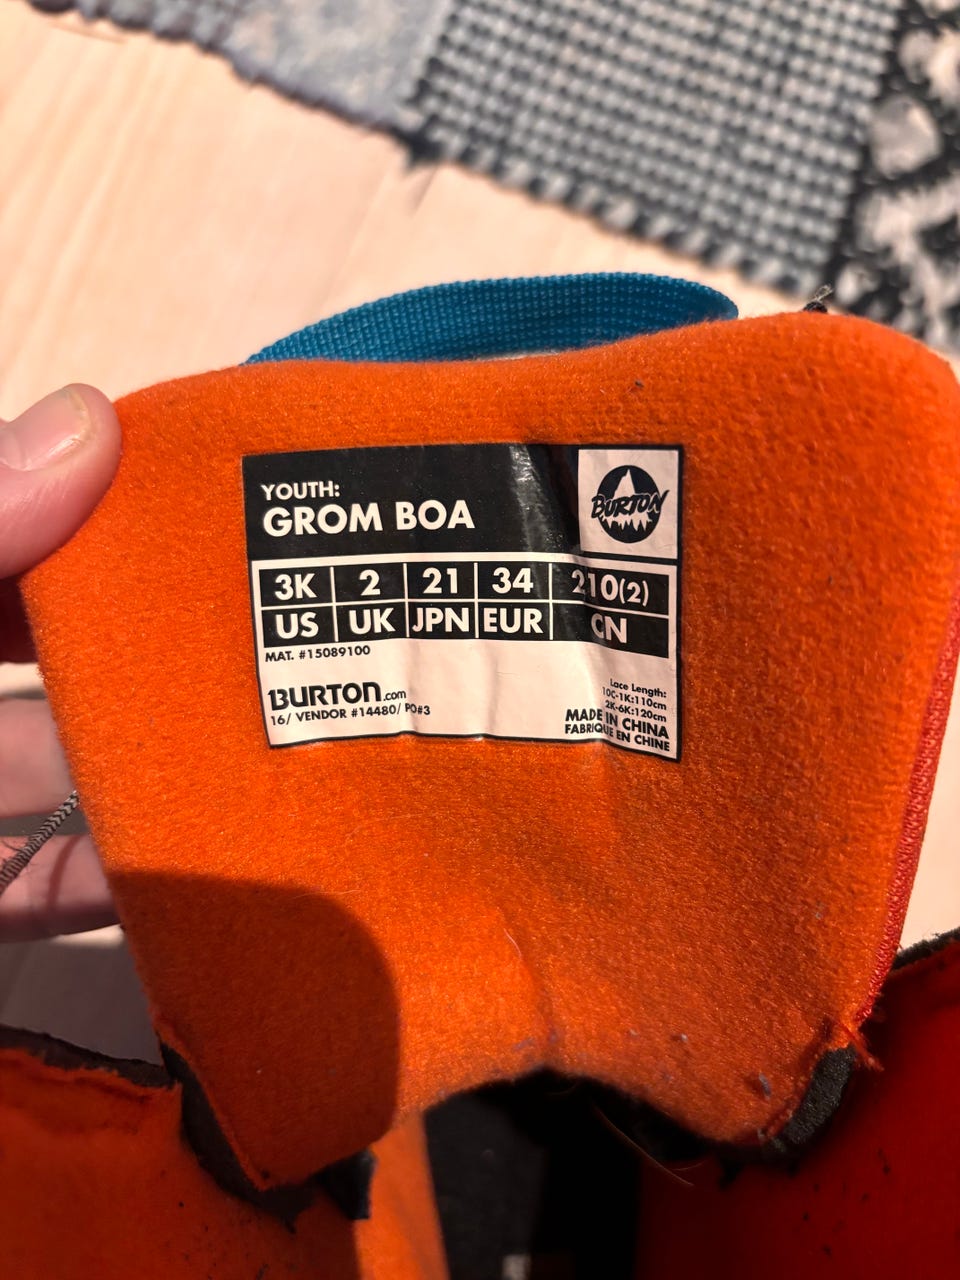 YOUTH:
GROM BOA
BURTON
3K 2 21 34 210(2)
US UK JPN EUR CN
MAT. #15089100
BURTON.com
16/ VENDOR #14480/ PO#3
Lace Length:
10C-1K:110cm
2K-6K:120cm
MADE IN CHINA
FABRIQUE EN CHINE